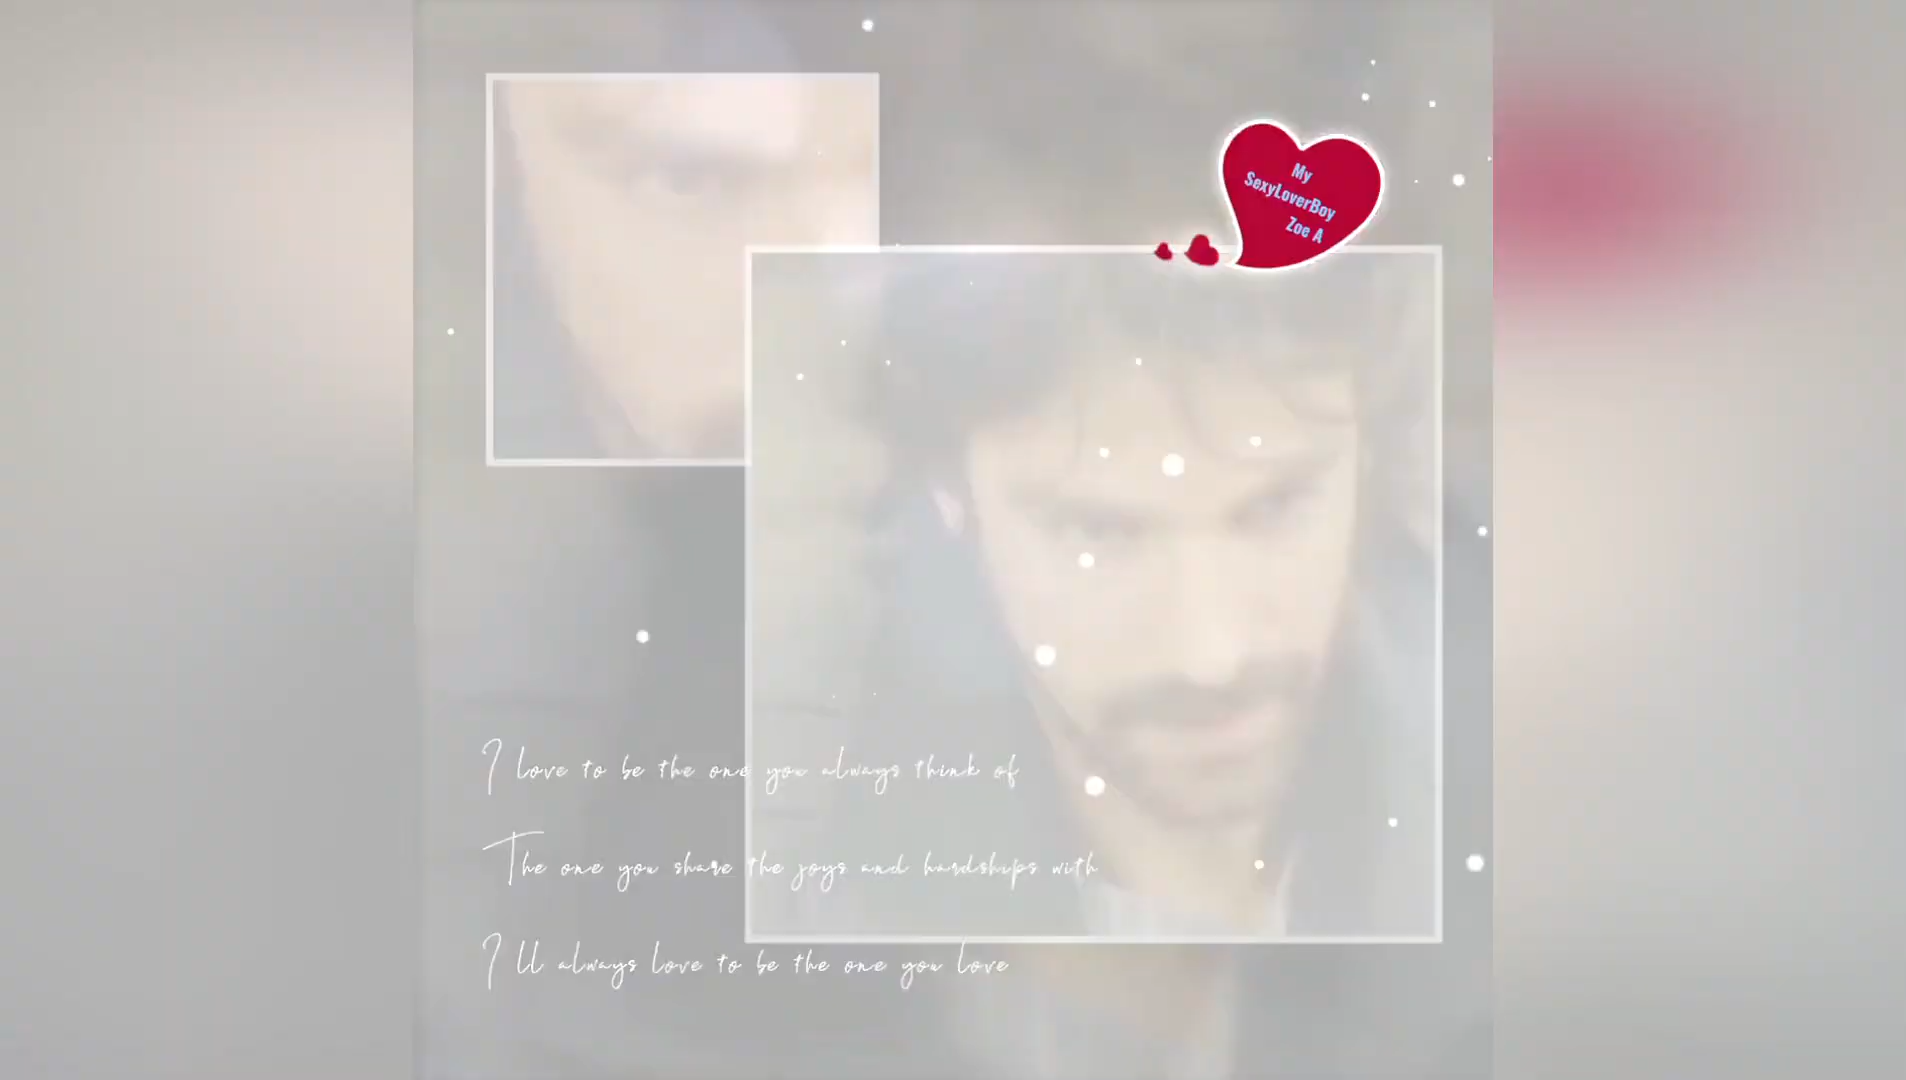 My
SexyLoverBoy
Zoe A
I love to be the one you always think of
The one you share the joys and hardships with
I ll always love to be the one you love